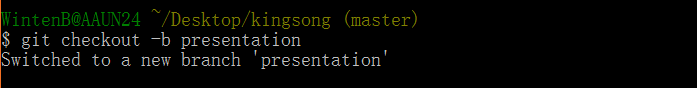 WintenB@AAUN24 ~/Desktop/kingsong (master)
$ git checkout -b presentation
Switched to a new branch 'presentation'